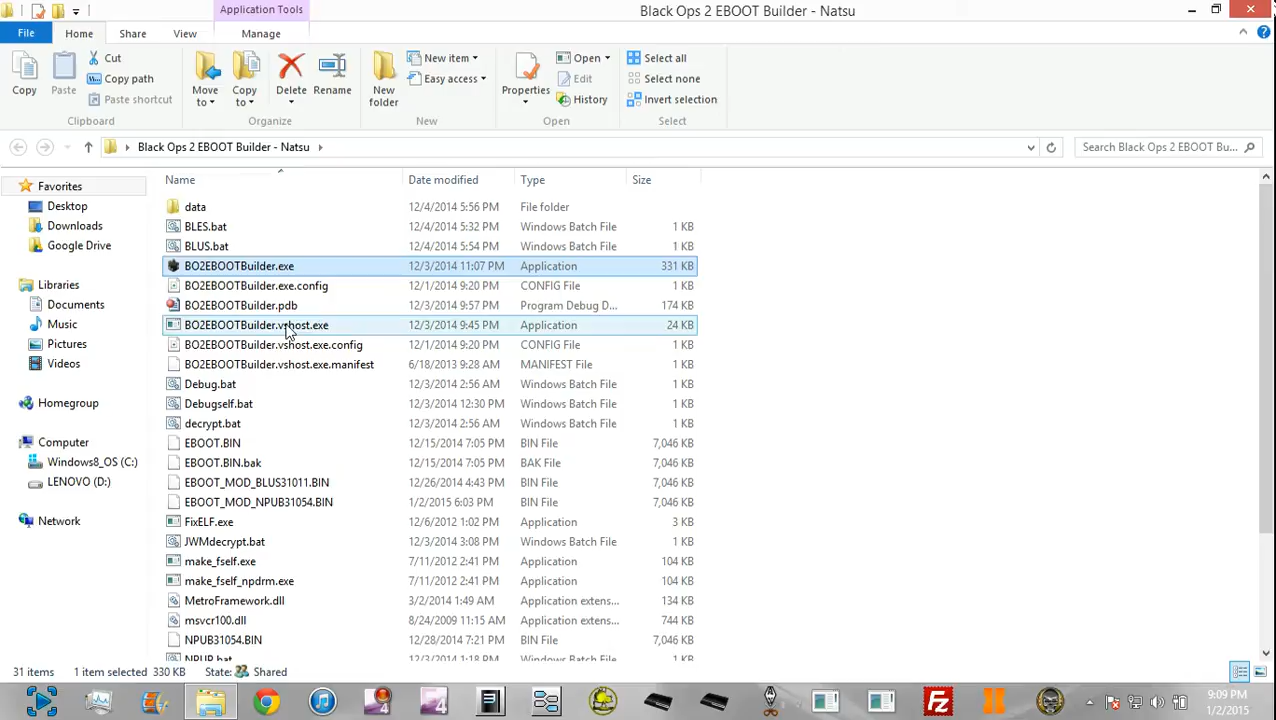 Application Tools
Black Ops 2 EBOOT Builder - Natsu
File Home Share View Manage
Copy
Paste
Cut
Copy path
Paste shortcut
Clipboard
Move to
Copy to
Delete
Rename
Organize
New folder
New item
Easy access
New
Properties
Open
Edit
History
Open
Select all
Select none
Invert selection
Select
Black Ops 2 EBOOT Builder - Natsu
Search Black Ops 2 EBOOT Bu...
Favorites
Desktop
Downloads
Google Drive
Libraries
Documents
Music
Pictures
Videos
Homegroup
Computer
Windows8_OS (C:)
LENOVO (D:)
Network
Name Date modified Type Size
data 12/4/2014 5:56 PM File folder
BLES.bat 12/4/2014 5:32 PM Windows Batch File 1 KB
BLUS.bat 12/4/2014 5:54 PM Windows Batch File 1 KB
BO2EBOOTBuilder.exe 12/3/2014 11:07 PM Application 331 KB
BO2EBOOTBuilder.exe.config 12/1/2014 9:20 PM CONFIG File 1 KB
BO2EBOOTBuilder.pdb 12/3/2014 9:57 PM Program Debug D... 174 KB
BO2EBOOTBuilder.vshost.exe 12/3/2014 9:45 PM Application 24 KB
BO2EBOOTBuilder.vshost.exe.config 12/1/2014 9:20 PM CONFIG File 1 KB
BO2EBOOTBuilder.vshost.exe.manifest 6/18/2013 9:28 AM MANIFEST File 1 KB
Debug.bat 12/3/2014 2:56 AM Windows Batch File 1 KB
Debugself.bat 12/3/2014 12:30 PM Windows Batch File 1 KB
decrypt.bat 12/3/2014 2:56 AM Windows Batch File 1 KB
EBOOT.BIN 12/15/2014 7:05 PM BIN File 7,046 KB
EBOOT.BIN.bak 12/15/2014 7:05 PM BAK File 7,046 KB
EBOOT_MOD_BLUS31011.BIN 12/26/2014 4:43 PM BIN File 7,046 KB
EBOOT_MOD_NPUB31054.BIN 1/2/2015 6:03 PM BIN File 7,046 KB
FixELF.exe 12/6/2012 1:02 PM Application 3 KB
JWMdecrypt.bat 12/3/2014 3:08 PM Windows Batch File 1 KB
make_fself.exe 7/11/2012 2:41 PM Application 104 KB
make_fself_npdrm.exe 7/11/2012 2:41 PM Application 104 KB
MetroFramework.dll 3/2/2014 1:49 AM Application extens... 134 KB
msvcr100.dll 8/24/2009 11:15 AM Application extens... 744 KB
NPUB31054.BIN 12/28/2014 7:21 PM BIN File 7,046 KB
NPUB.bat 12/3/2014 1:18 PM Windows Batch File 1 KB
31 items 1 item selected 330 KB State: Shared
9:09 PM
1/2/2015